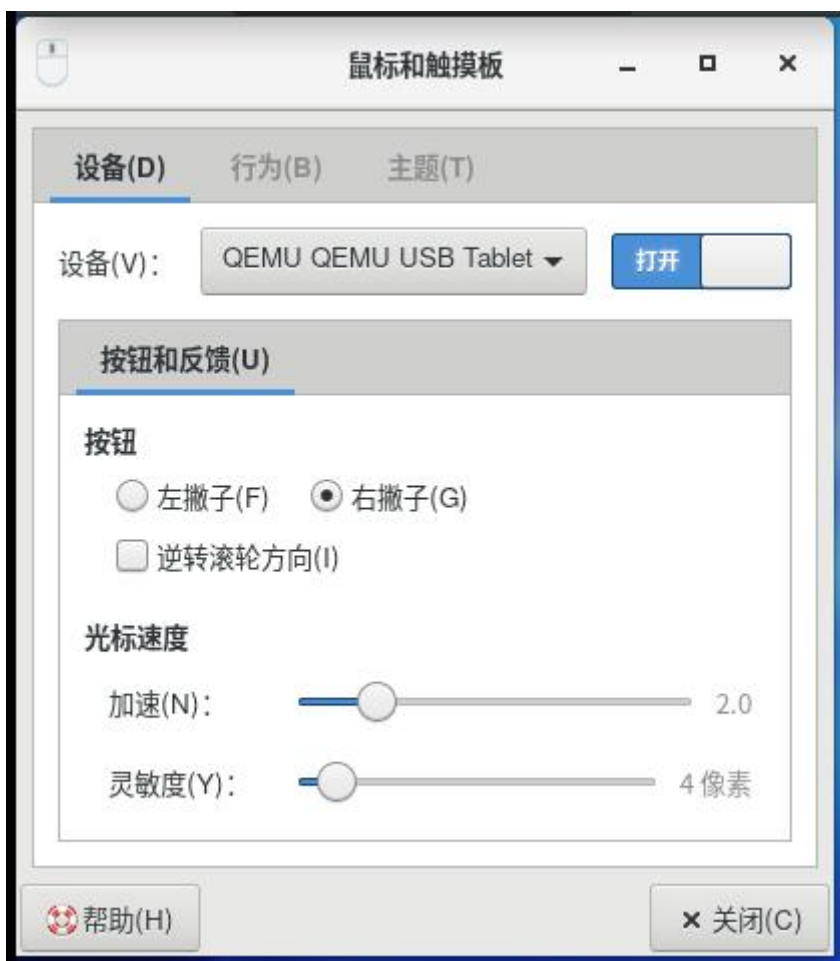 鼠标和触摸板
设备(D) 行为(B) 主题(T)
设备(V)： QEMU QEMU USB Tablet 打开
按钮和反馈(U)
按钮
左撇子(F) 右撇子(G)
逆转滚轮方向(I)
光标速度
加速(N)： 2.0
灵敏度(Y)： 4 像素
帮助(H) 关闭(C)